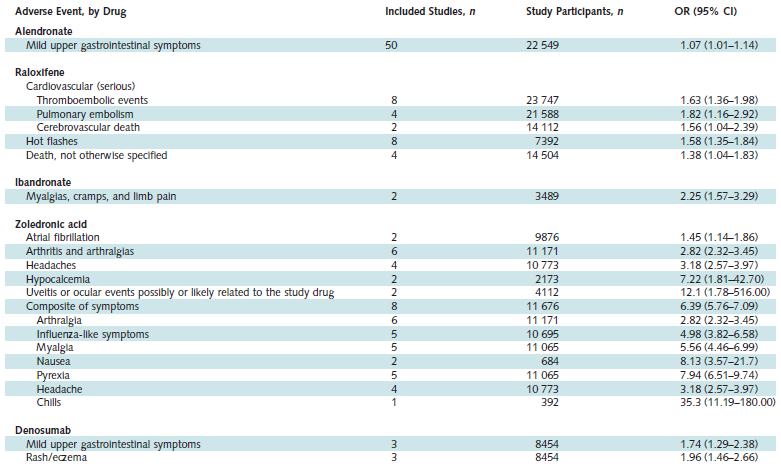 Adverse Event, by Drug Included Studies, n Study Participants, n OR (95% CI)
Alendronate
Mild upper gastrointestinal symptoms 50 22 549 1.07 (1.01–1.14)
Raloxifene
Cardiovascular (serious)
Thromboembolic events 8 23 747 1.63 (1.36–1.98)
Pulmonary embolism 4 21 588 1.82 (1.16–2.92)
Cerebrovascular death 2 14 112 1.56 (1.04–2.39)
Hot flashes 8 7392 1.58 (1.35–1.84)
Death, not otherwise specified 4 14 504 1.38 (1.04–1.83)
Ibandronate
Myalgias, cramps, and limb pain 2 3489 2.25 (1.57–3.29)
Zoledronic acid
Atrial fibrillation 2 9876 1.45 (1.14–1.86)
Arthritis and arthralgias 6 11 171 2.82 (2.32–3.45)
Headaches 4 10 773 3.18 (2.57–3.97)
Hypocalcemia 2 2173 7.22 (1.81–42.70)
Uveitis or ocular events possibly or likely related to the study drug 2 4112 12.1 (1.78–516.00)
Composite of symptoms 8 11 676 6.39 (5.76–7.09)
Arthralgia 6 11 171 2.82 (2.32–3.45)
Influenza-like symptoms 5 10 695 4.98 (3.82–6.58)
Myalgia 5 11 065 5.56 (4.46–6.99)
Nausea 2 684 8.13 (3.57–21.7)
Pyrexia 5 11 065 7.94 (6.51–9.74)
Headache 4 10 773 3.18 (2.57–3.97)
Chills 1 392 35.3 (11.19–180.00)
Denosumab
Mild upper gastrointestinal symptoms 3 8454 1.74 (1.29–2.38)
Rash/eczema 3 8454 1.96 (1.46–2.66)